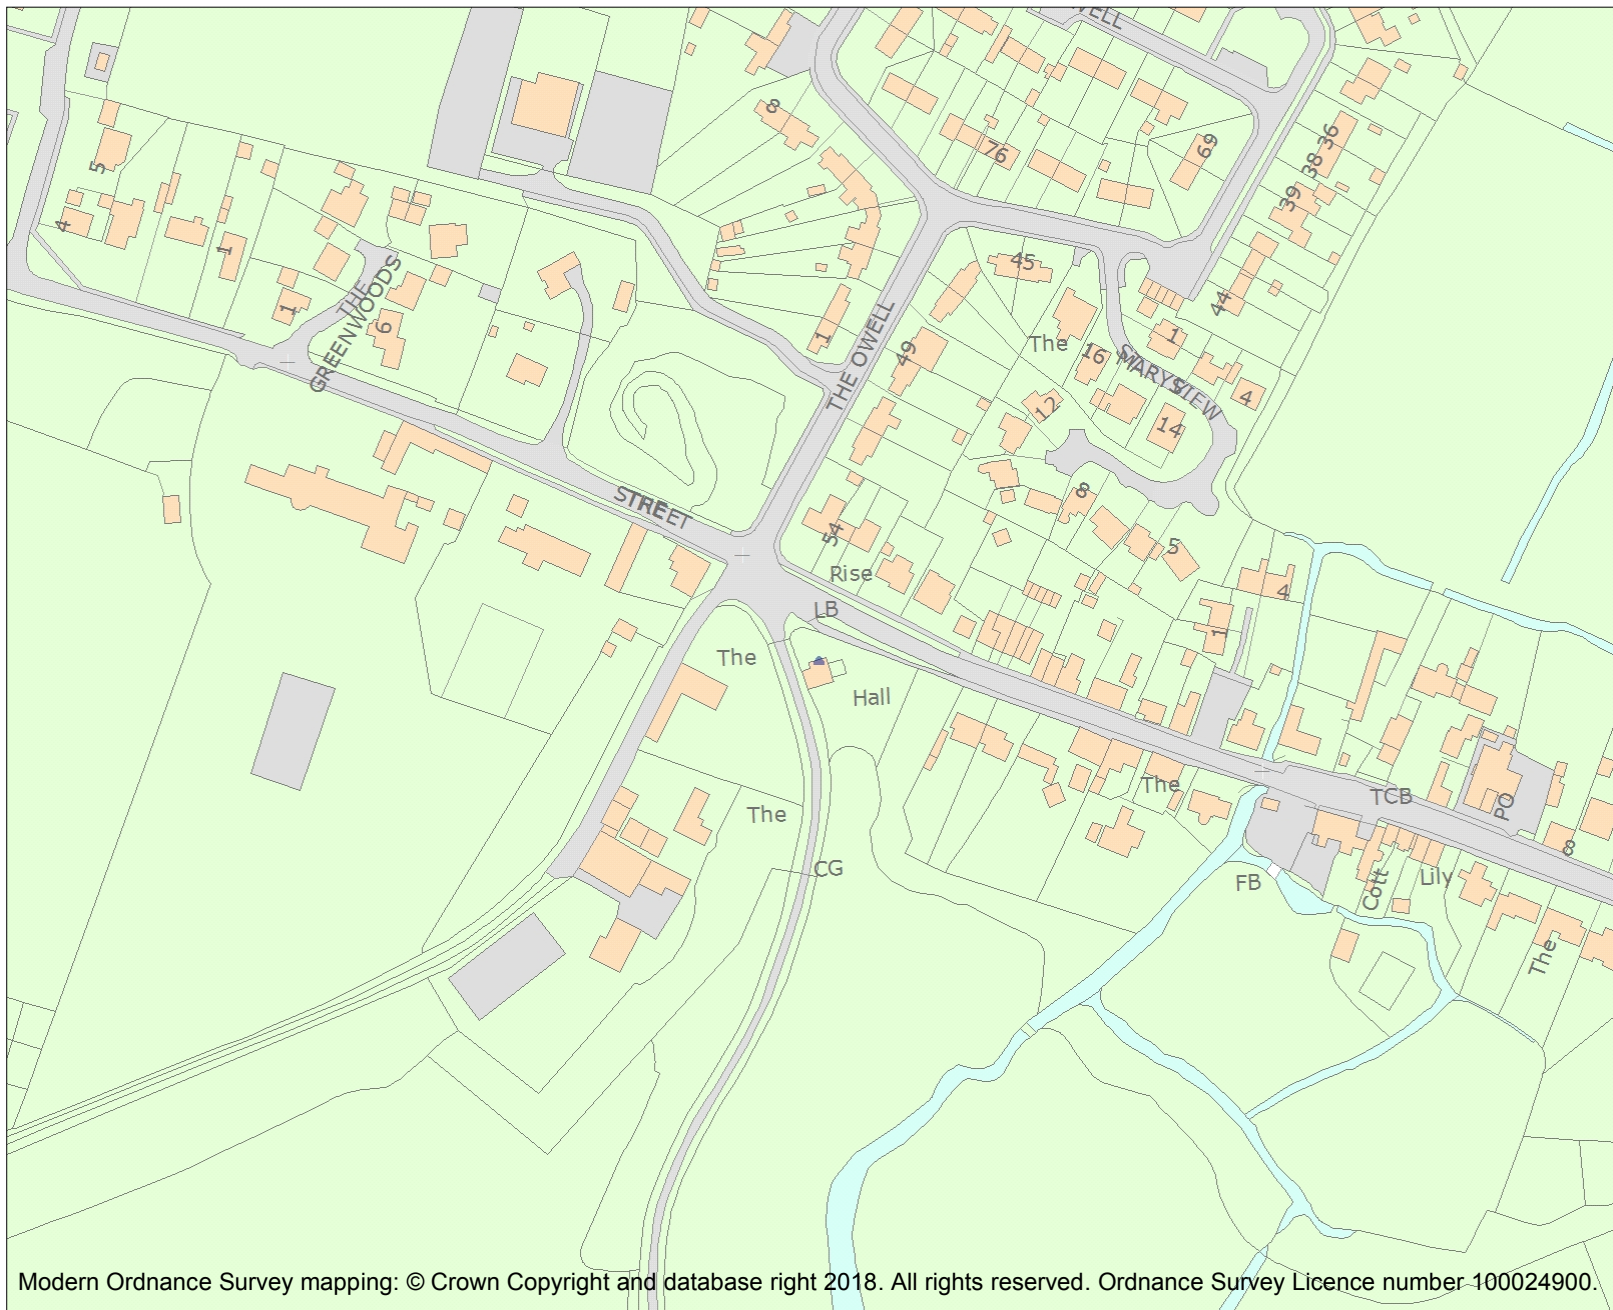 WELL
8
76
69
38 36
39
5
4
1
THE
GREENWOODS
1
6
THE OWELL
1
45
44
49
The
16
1
ST MARYS VIEW
4
12
14
8
5
STREET
54
Rise
4
LB
1
The
Hall
The
The
TCB
PO
8
CG
FB
Cott
Lily
The
Modern Ordnance Survey mapping: © Crown Copyright and database right 2018. All rights reserved. Ordnance Survey Licence number 100024900.